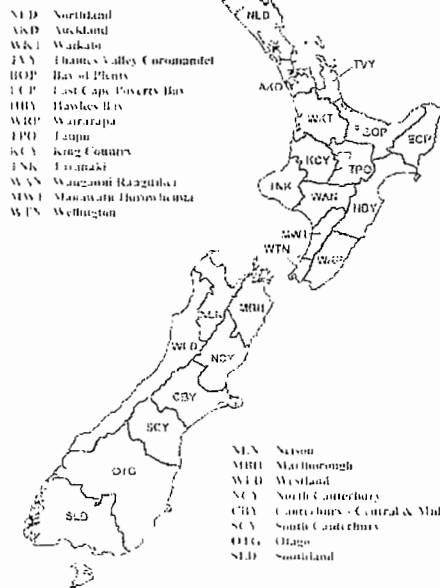 NLD Northland
AKD Auckland
WKT Waikato
TVY Thames Valley Coromandel
BOP Bay of Plenty
ECP East Cape Poverty Bay
HBY Hawkes Bay
WRP Wairarapa
TPO Taupo
KCY King Country
TNK Taranaki
WAN Wanganui Rangitikei
MWT Manawatu Horowhenua
WTN Wellington
NLD
TVY
AKD
WKT
BOP
ECP
KCY
TPO
TNK
WAN
HBY
MWT
WTN
WRP
NLN
MBH
WLD
NCY
CBY
SCY
OTG
SLD
NLN Nelson
MBH Marlborough
WLD Westland
NCY North Canterbury
CBY Canterbury - Central & Mid
SCY South Canterbury
OTG Otago
SLD Southland